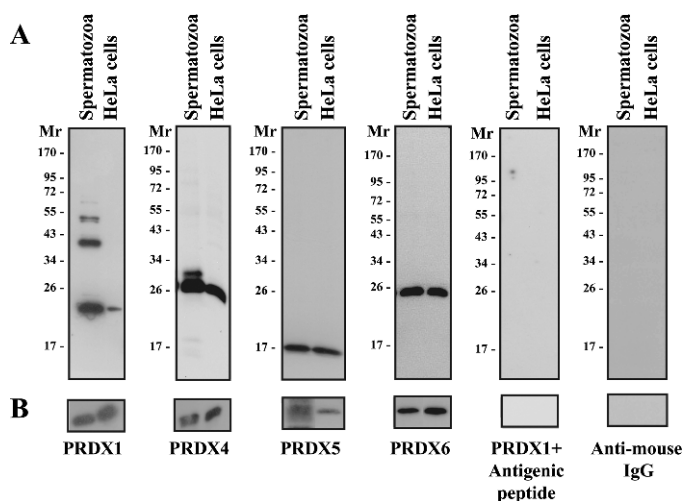 A
Spermatozoa
HeLa cells
Spermatozoa
HeLa cells
Spermatozoa
HeLa cells
Spermatozoa
HeLa cells
Spermatozoa
HeLa cells
Spermatozoa
HeLa cells
Mr
170 -
95 -
72 -
55 -
43 -
34 -
26 -
17 -
Mr
170 -
95 -
72 -
55 -
43 -
34 -
26 -
17 -
Mr
170 -
95 -
72 -
55 -
43 -
34 -
26 -
17 -
Mr
170 -
95 -
72 -
55 -
43 -
34 -
26 -
17 -
Mr
170 -
95 -
72 -
55 -
43 -
34 -
26 -
17 -
Mr
170 -
95 -
72 -
55 -
43 -
34 -
26 -
17 -
B
PRDX1
PRDX4
PRDX5
PRDX6
PRDX1+
Antigenic
peptide
Anti-mouse
IgG